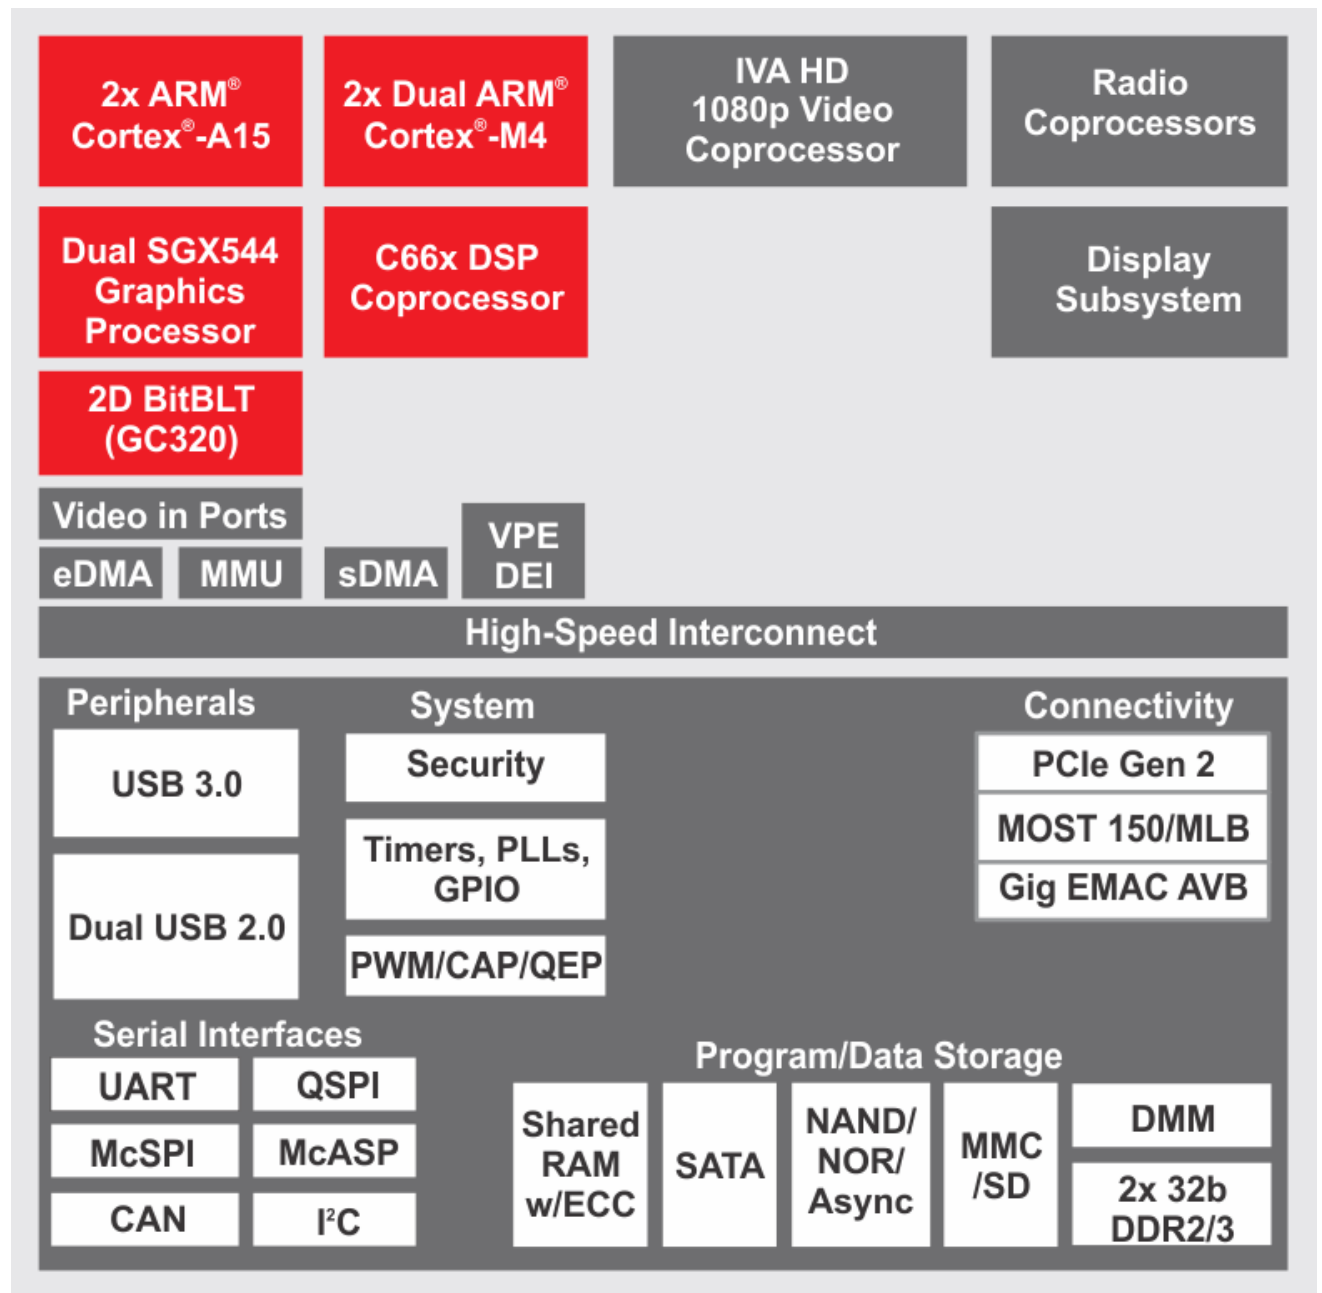 2x ARM®
Cortex®-A15
2x Dual ARM®
Cortex®-M4
IVA HD
1080p Video
Coprocessor
Radio
Coprocessors
Dual SGX544
Graphics
Processor
C66x DSP
Coprocessor
Display
Subsystem
2D BitBLT
(GC320)
Video in Ports
eDMA
MMU
sDMA
VPE
DEI
High-Speed Interconnect
Peripherals
USB 3.0
Dual USB 2.0
System
Security
Timers, PLLs,
GPIO
PWM/CAP/QEP
Connectivity
PCIe Gen 2
MOST 150/MLB
Gig EMAC AVB
Serial Interfaces
UART
QSPI
McSPI
McASP
CAN
I²C
Program/Data Storage
Shared
RAM
w/ECC
SATA
NAND/
NOR/
Async
MMC
/SD
DMM
2x 32b
DDR2/3